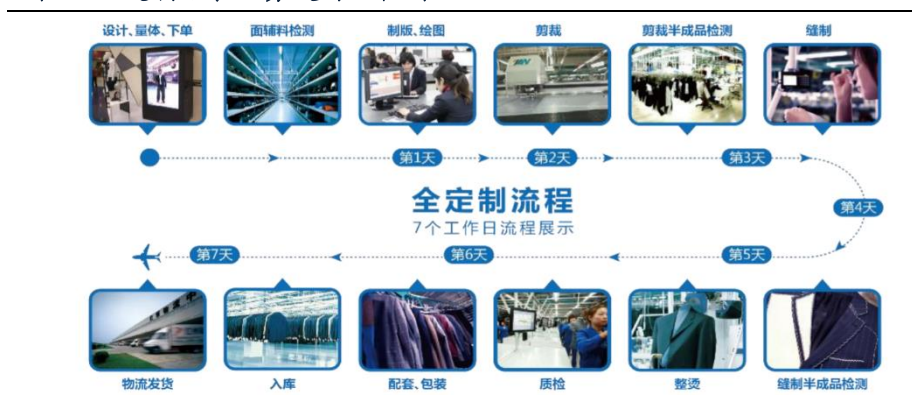 设计、量体、下单
面辅料检测
制版、绘图
剪裁
剪裁半成品检测
缝制
第1天
第2天
第3天
全定制流程
7个工作日流程展示
第4天
第7天
第6天
第5天
物流发货
入库
配套、包装
质检
整烫
缝制半成品检测